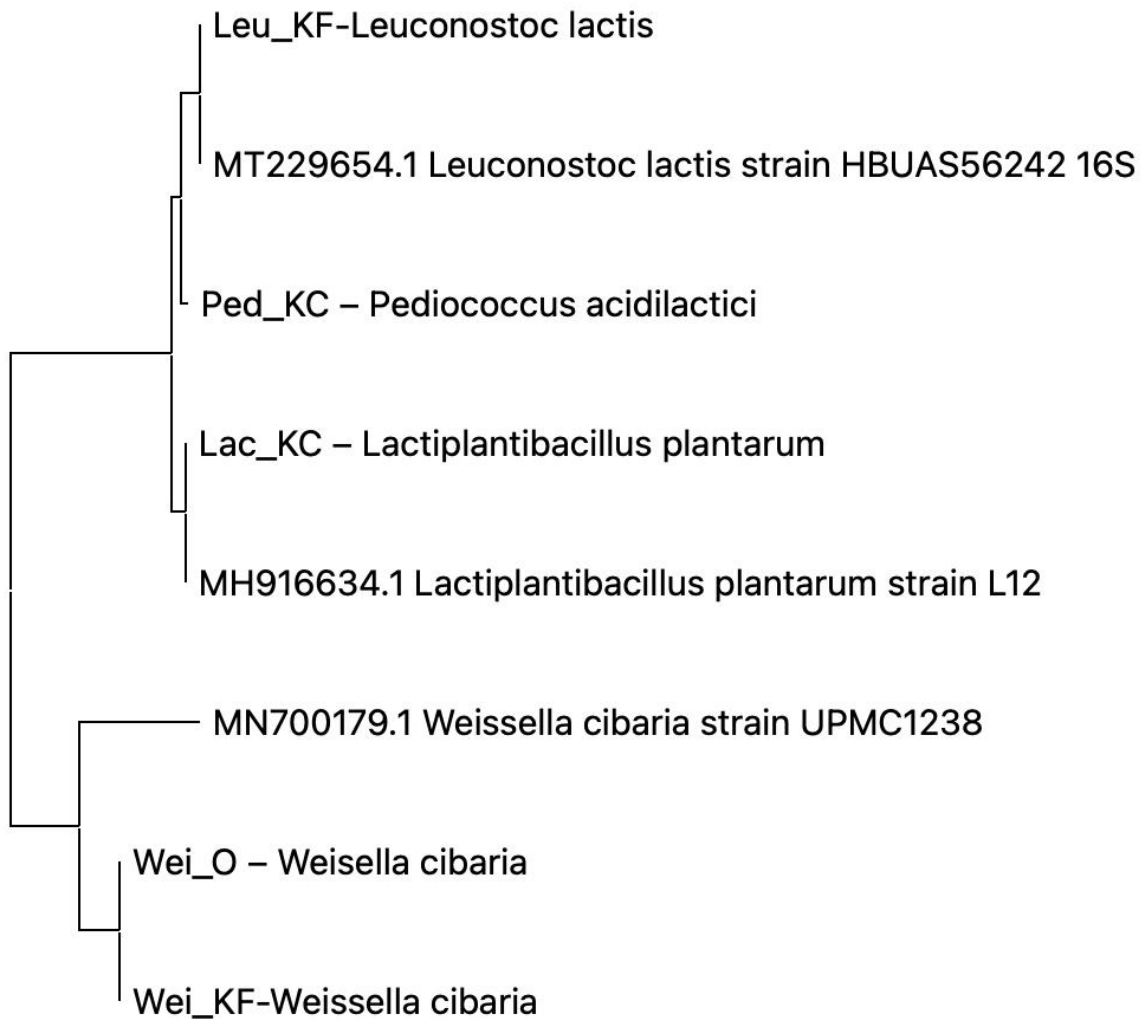 Leu_KF-Leuconostoc lactis
MT229654.1 Leuconostoc lactis strain HBUAS56242 16S
Ped_KC – Pediococcus acidilactici
Lac_KC – Lactiplantibacillus plantarum
MH916634.1 Lactiplantibacillus plantarum strain L12
MN700179.1 Weissella cibaria strain UPMC1238
Wei_O – Weisella cibaria
Wei_KF-Weissella cibaria